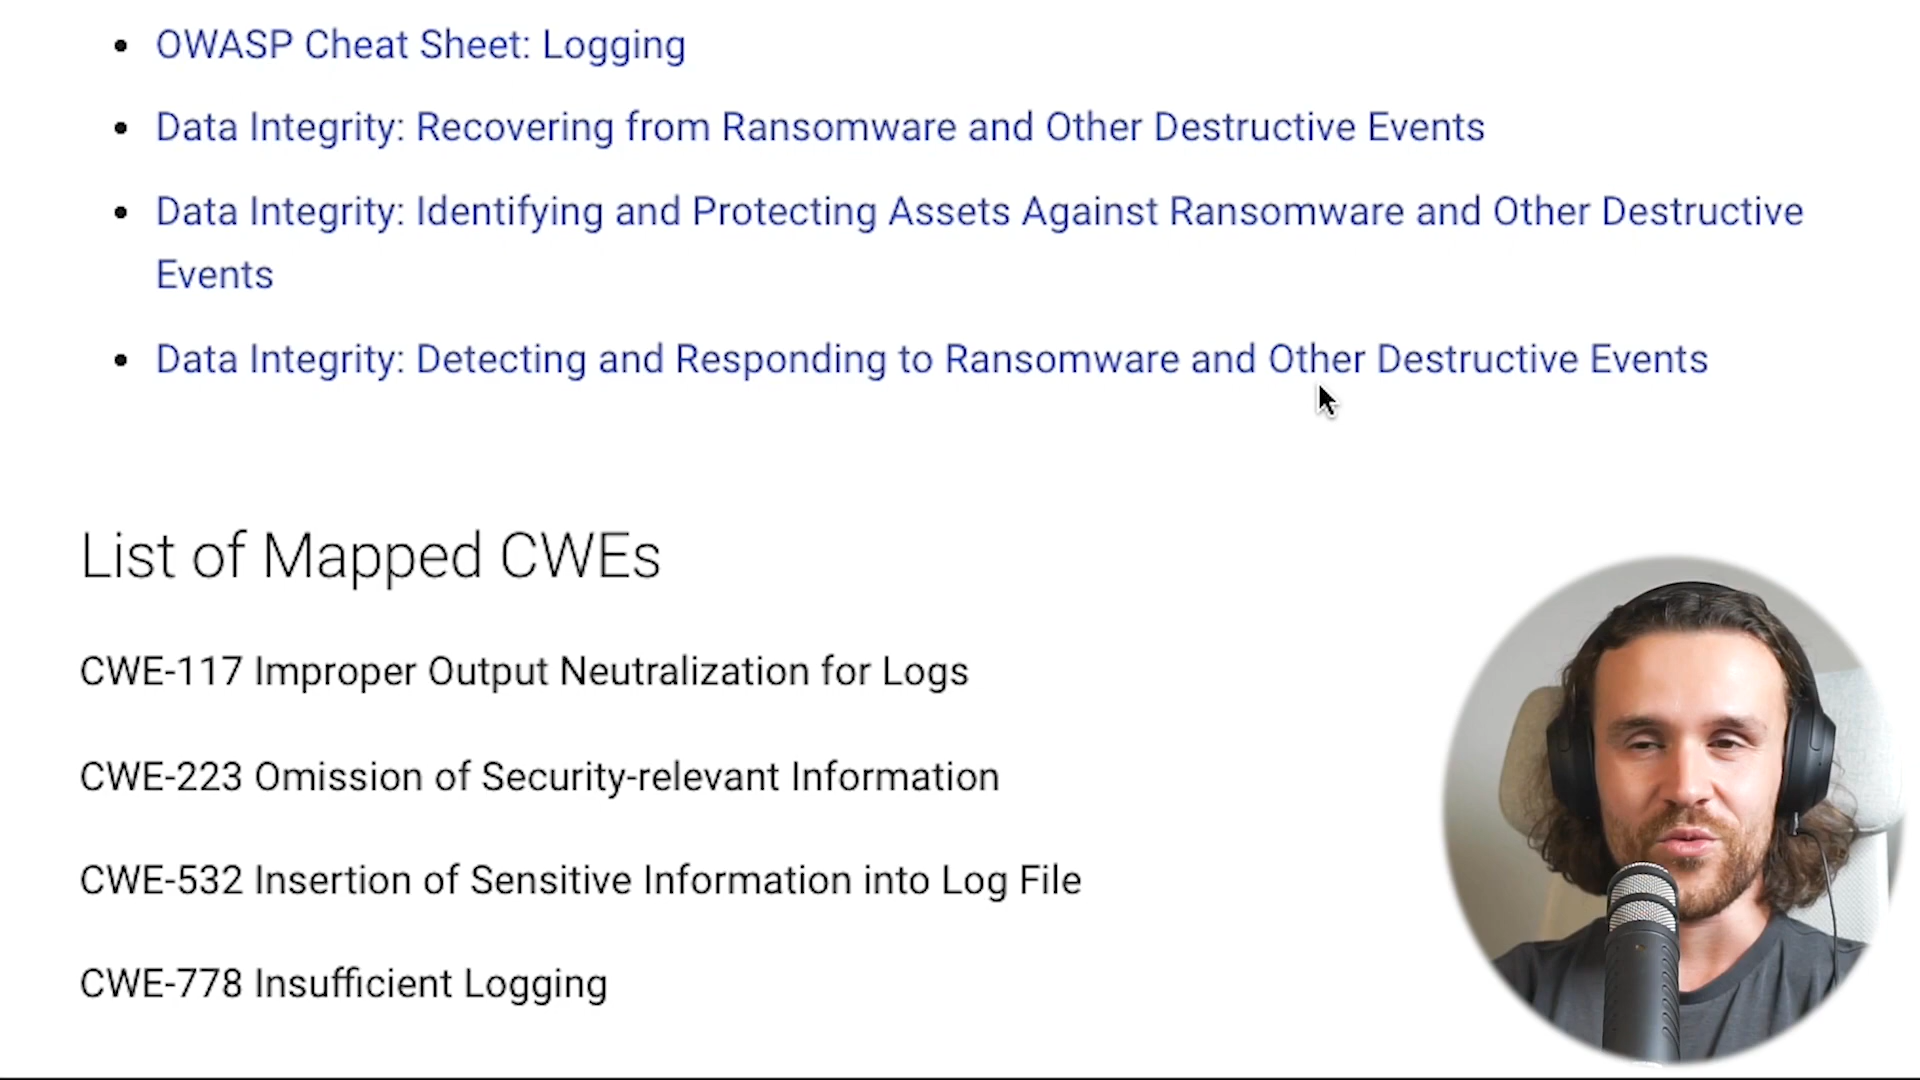 OWASP Cheat Sheet: Logging
Data Integrity: Recovering from Ransomware and Other Destructive Events
Data Integrity: Identifying and Protecting Assets Against Ransomware and Other Destructive
Events
Data Integrity: Detecting and Responding to Ransomware and Other Destructive Events
List of Mapped CWEs
CWE-117 Improper Output Neutralization for Logs
CWE-223 Omission of Security-relevant Information
CWE-532 Insertion of Sensitive Information into Log File
CWE-778 Insufficient Logging